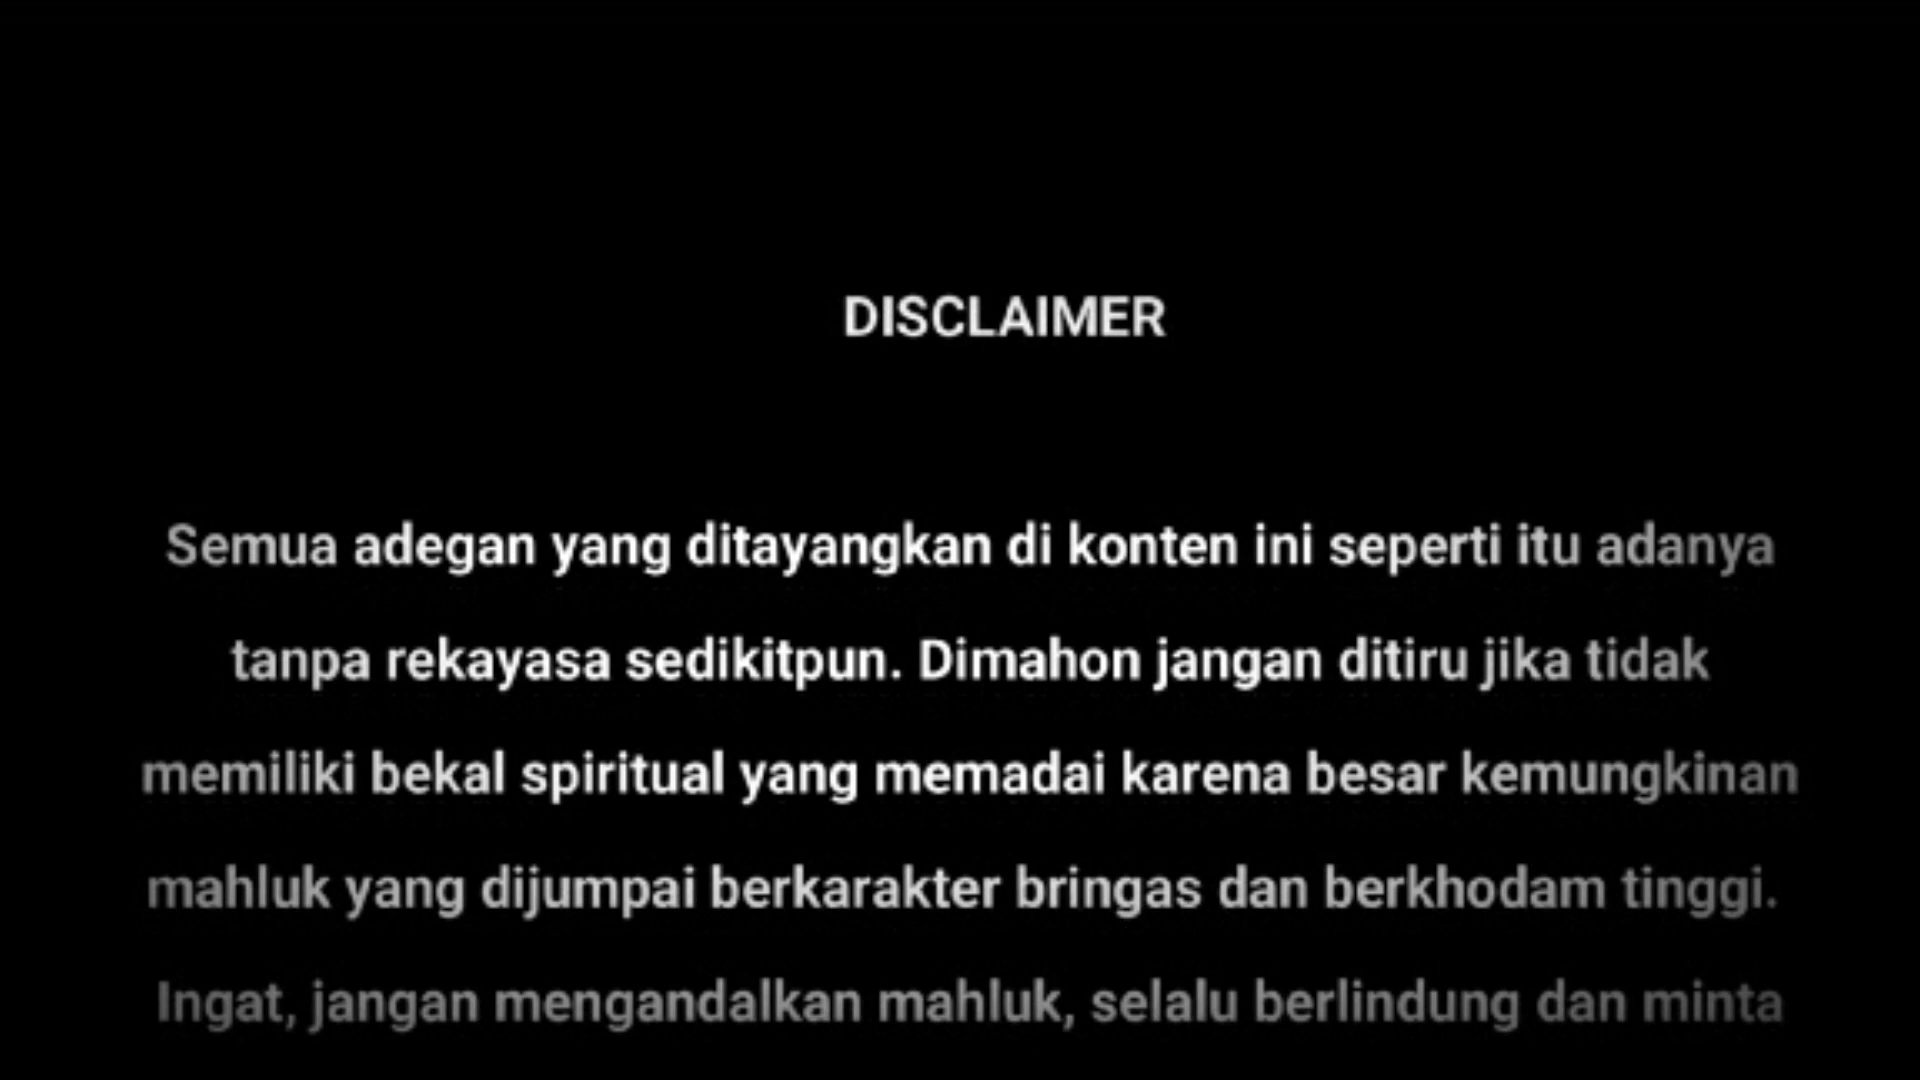 DISCLAIMER
Semua adegan yang ditayangkan di konten ini seperti itu adanya
tanpa rekayasa sedikitpun. Dimahon jangan ditiru jika tidak
memiliki bekal spiritual yang memadai karena besar kemungkinan
mahluk yang dijumpai berkarakter bringas dan berkhodam tinggi.
Ingat, jangan mengandalkan mahluk, selalu berlindung dan minta